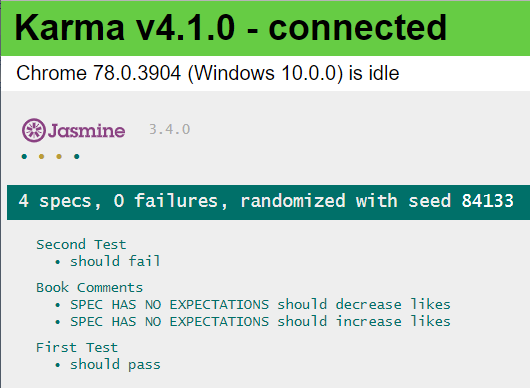 Karma v4.1.0 - connected
Chrome 78.0.3904 (Windows 10.0.0) is idle
Jasmine 3.4.0
• • • •
4 specs, 0 failures, randomized with seed 84133
Second Test
• should fail
Book Comments
• SPEC HAS NO EXPECTATIONS should decrease likes
• SPEC HAS NO EXPECTATIONS should increase likes
First Test
• should pass